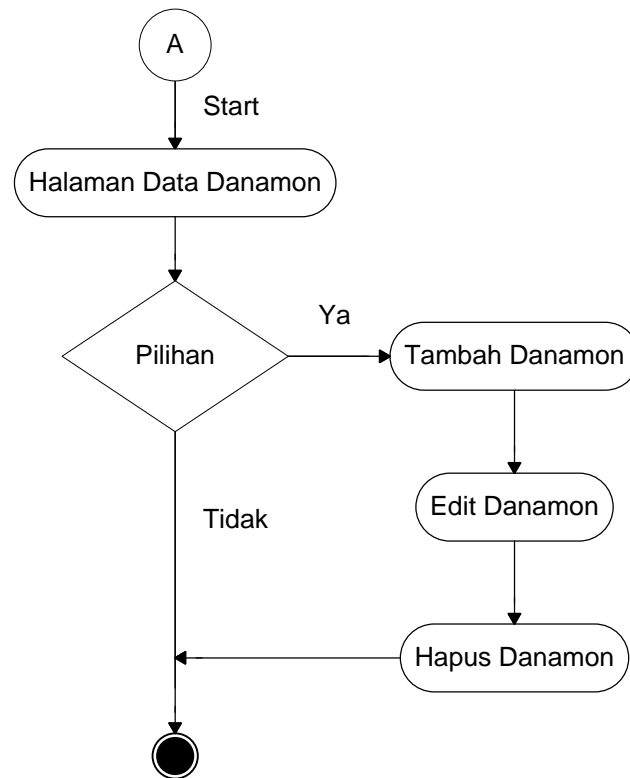 A
Start
Halaman Data Danamon
Ya
Pilihan
Tambah Danamon
Edit Danamon
Tidak
Hapus Danamon